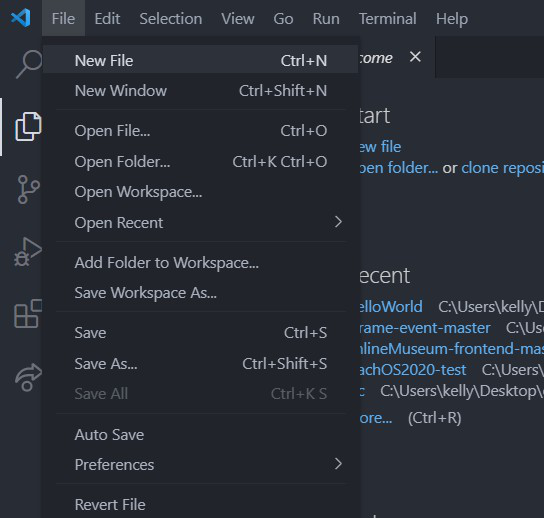 File Edit Selection View Go Run Terminal Help
New File Ctrl+N
New Window Ctrl+Shift+N
Open File... Ctrl+O
Open Folder... Ctrl+K Ctrl+O
Open Workspace...
Open Recent
Add Folder to Workspace...
Save Workspace As...
Save Ctrl+S
Save As... Ctrl+Shift+S
Save All Ctrl+K S
Auto Save
Preferences
Revert File
come
tart
ew file
pen folder... or clone reposi
ecent
elloWorld C:\Users\kelly\D
rame-event-master C:\Us
nlineMuseum-frontend-mas
achOS2020-test C:\Users\
c C:\Users\kelly\Desktop\
ore... (Ctrl+R)